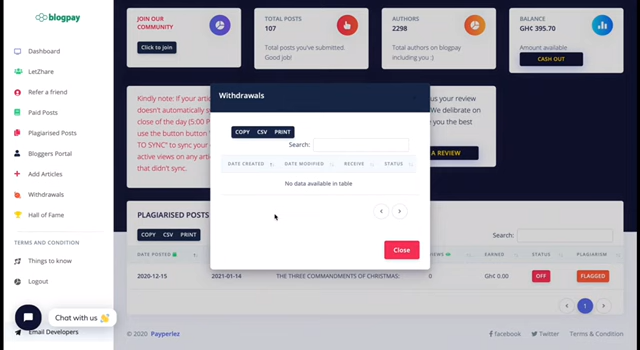 blogpay
Dashboard
LetZhare
Refer a friend
Paid Posts
Plagiarised Posts
Bloggers Portal
Add Articles
Withdrawals
Hall of Fame
TERMS AND CONDITION
Things to know
Logout
Chat with us 👋
Email Developers
JOIN OUR
COMMUNITY
Click to join
TOTAL POSTS
107
Total posts you've submitted.
Good job!
AUTHORS
2298
Total authors on blogpay
including you :)
BALANCE
GH¢ 395.70
Amount available
CASH OUT
Kindly note: If your arti
doesn't automatically s
close of the day (5:00 P
use the button button "
TO SYNC" to sync your
active views on any arti
that didn't sync.
us your review
We delibrate on
e you the best
A REVIEW
Withdrawals
COPY CSV PRINT
Search:
DATE CREATED DATE MODIFIED RECEIVE STATUS
No data available in table
Close
PLAGIARISED POSTS
COPY CSV PRINT
Search:
DATE POSTED VIEWS EARNED STATUS PLAGIARISM
2020-12-15 2021-01-14 THE THREE COMMANDMENTS OF CHRISTMAS: 0 GH¢ 0.00 OFF FLAGGED
1
© 2020 Payperlez
facebook Twitter Terms & Condition